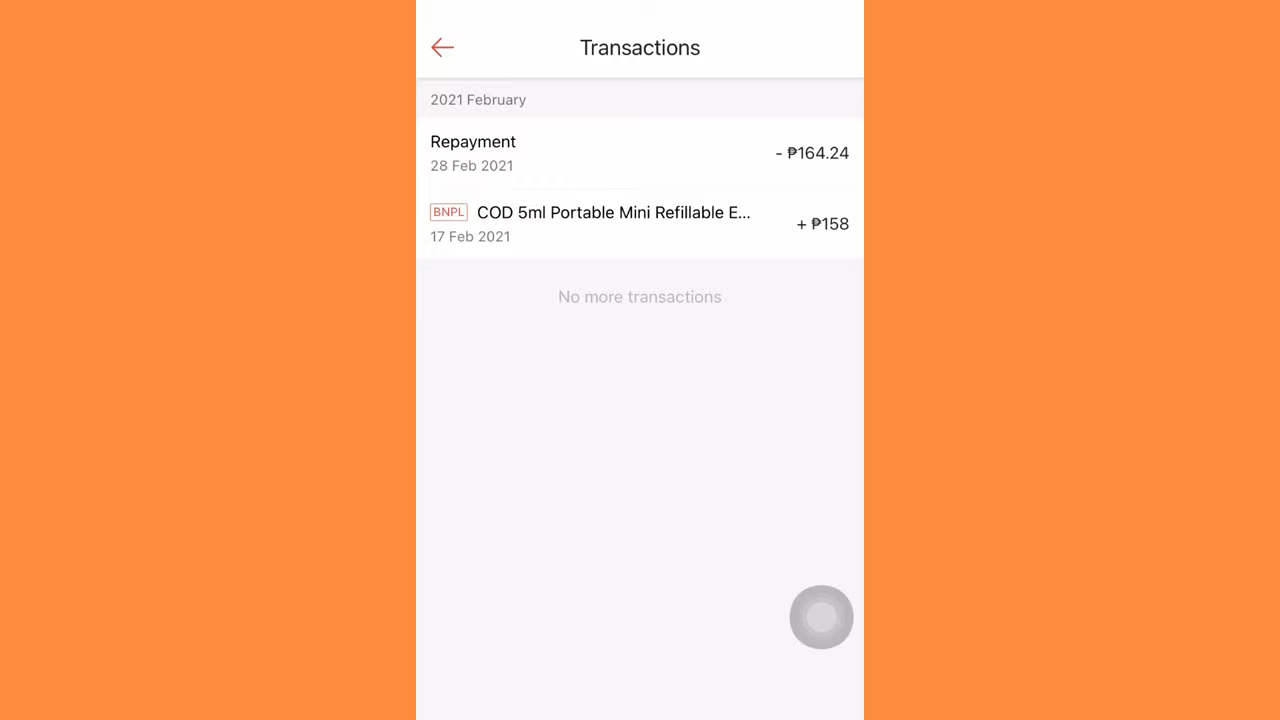 Transactions
2021 February
Repayment
28 Feb 2021
- ₱164.24
BNPL COD 5ml Portable Mini Refillable E...
17 Feb 2021
+ ₱158
No more transactions